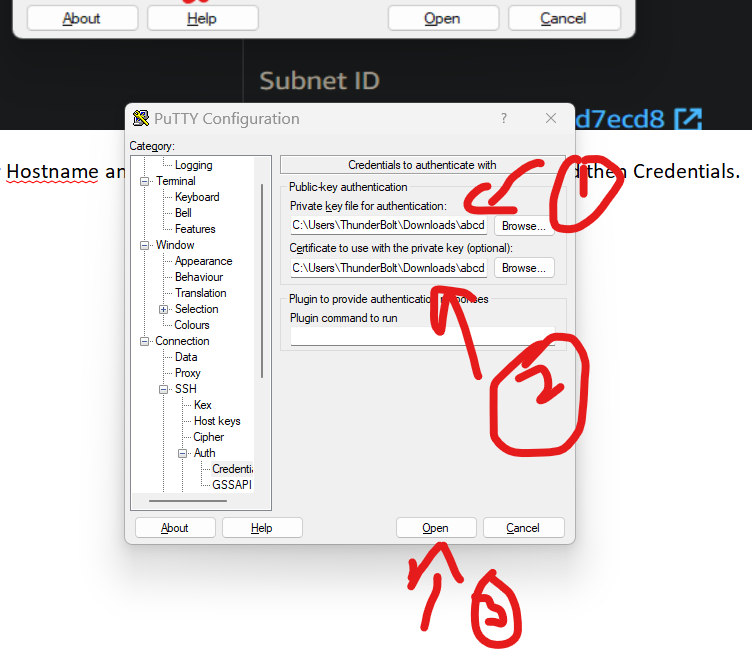 About Help Open Cancel
Subnet ID
PuTTY Configuration ?
d7ecd8
Category:
Hostname an
1
then Credentials.
Logging
Terminal
Keyboard
Bell
Features
Window
Appearance
Behaviour
Translation
Selection
Colours
Connection
Data
Proxy
SSH
Kex
Host keys
Cipher
Auth
Credentia
GSSAPI
Credentials to authenticate with
Public-key authentication
Private key file for authentication:
C:\Users\ThunderBolt\Downloads\abcd Browse...
Certificate to use with the private key (optional):
C:\Users\ThunderBolt\Downloads\abcd Browse...
Plugin to provide authentication responses
Plugin command to run
2
About Help Open Cancel
3